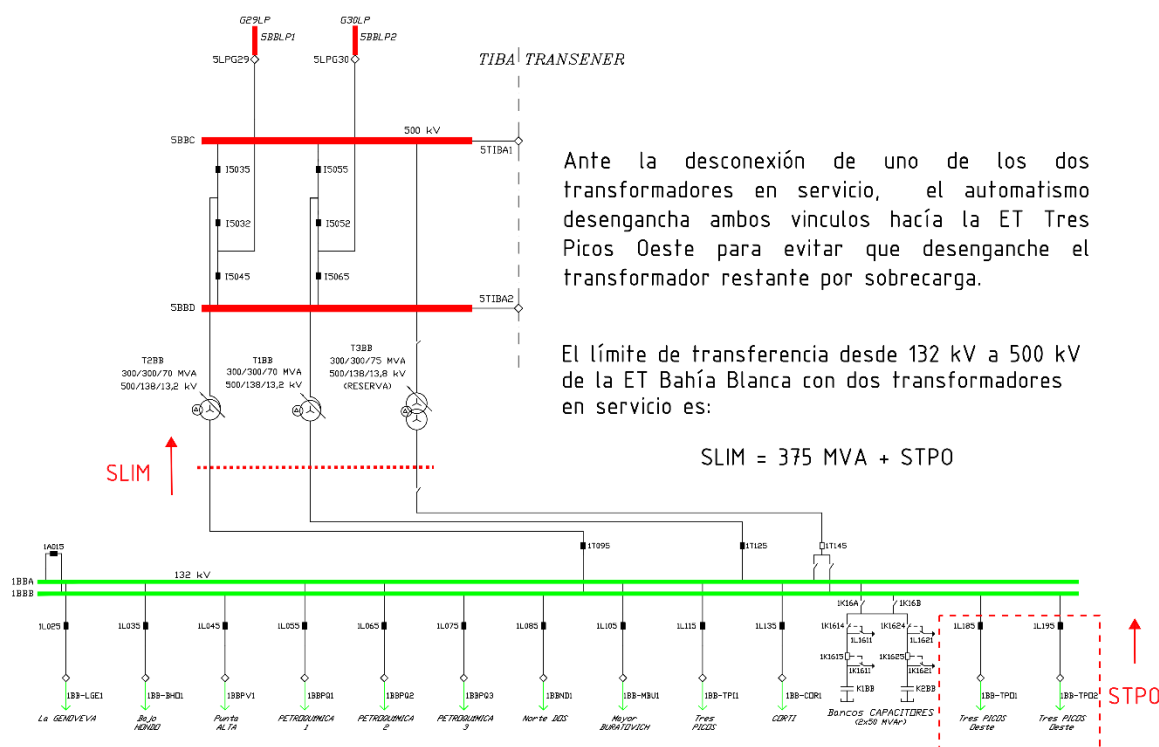 G29LP
G30LP
5BBLP1
5BBLP2
5LPG29
5LPG30
TIBA TRANSENER
500 kV
5BBC
5TIBA1
I5035
I5055
I5032
I5052
I5045
I5065
5BBD
5TIBA2
Ante la desconexión de uno de los dos
transformadores en servicio, el automatismo
desengancha ambos vinculos hacía la ET Tres
Picos Oeste para evitar que desenganche el
transformador restante por sobrecarga.
El límite de transferencia desde 132 kV a 500 kV
de la ET Bahía Blanca con dos transformadores
en servicio es:
SLIM = 375 MVA + STPO
T2BB
300/300/70 MVA
500/138/13,2 kV
T1BB
300/300/70 MVA
500/138/13,2 kV
T3BB
300/300/75 MVA
500/138/13,8 kV
(RESERVA)
SLIM
1A015
1T095
1T125
1T145
132 kV
1BBA
1BBB
1K16A
1K16B
1L025
1L035
1L045
1L055
1L065
1L075
1L085
1L105
1L115
1L135
1K1614
1L1611
1K1624
1L1621
1K1615
1K1611
1K1625
1K1621
1L185
1L195
K1BB
K2BB
1BB-LGE1
1BB-BHO1
1BBPV1
1BBPQ1
1BBPQ2
1BBPQ3
1BBND1
1BB-MBU1
1BB-TPI1
1BB-COR1
1BB-TPO1
1BB-TPO2
STPO
La GENOVEVA
Bajo
HONDO
Punta
ALTA
PETROQUIMICA
1
PETROQUIMICA
2
PETROQUIMICA
3
Norte DOS
Mayor
BURATOVICH
Tres
PICOS
CORTI
Bancos CAPACITORES
(2x50 MVAr)
Tres PICOS
Oeste
Tres PICOS
Oeste